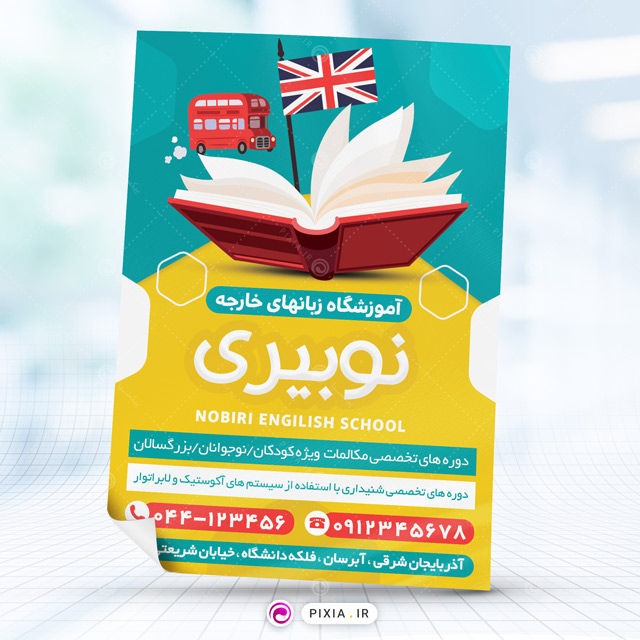 آموزشگاه زبانهای خارجه
نوبیری
NOBIRI ENGILISH SCHOOL
دوره های تخصصی مکالمات ویژه کودکان/نوجوانان/بزرگسالان
دوره های تخصصی شنیداری با استفاده از سیستم های آکوستیک و لابراتوار
۰۹۱۲۳۴۵۶۷۸
۰۴۴-۱۲۳۴۵۶
آذربایجان شرقی ، آبرسان ، فلکه دانشگاه ، خیابان شریعتی
PIXIA.IR